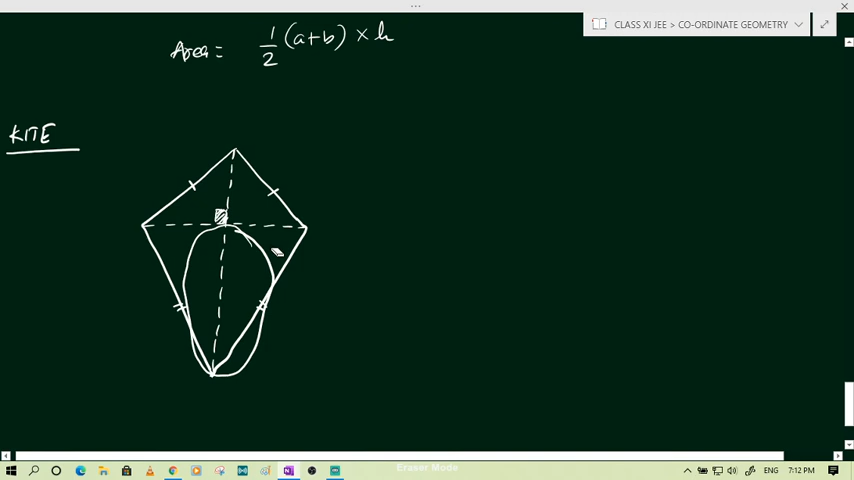 CLASS XI JEE > CO-ORDINATE GEOMETRY
Area = 1/2 (a+b) × h
KITE
Eraser Mode
ENG
7:12 PM